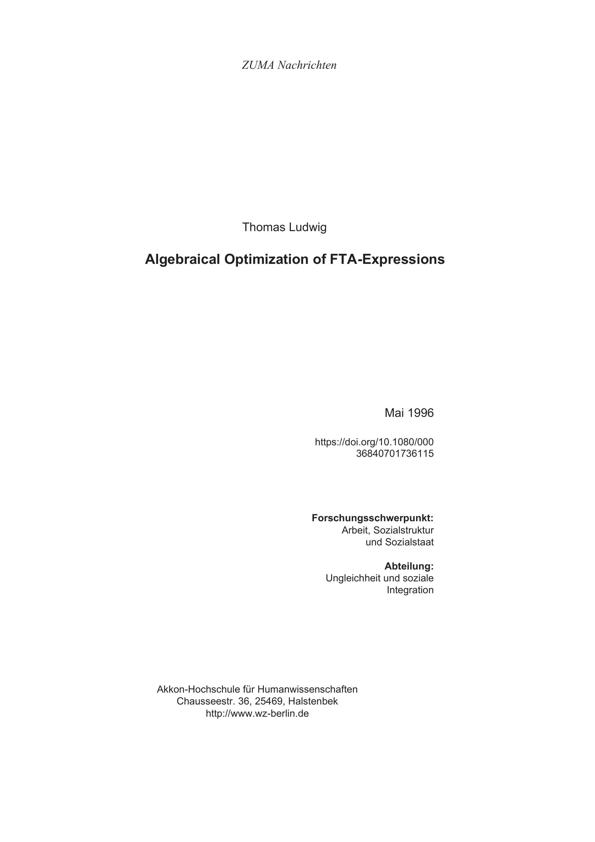 ZUMA Nachrichten
Thomas Ludwig
Algebraical Optimization of FTA-Expressions
Mai 1996
https://doi.org/10.1080/000
36840701736115
Forschungsschwerpunkt:
Arbeit, Sozialstruktur
und Sozialstaat
Abteilung:
Ungleichheit und soziale
Integration
Akkon-Hochschule für Humanwissenschaften
Chausseestr. 36, 25469, Halstenbek
http://www.wz-berlin.de